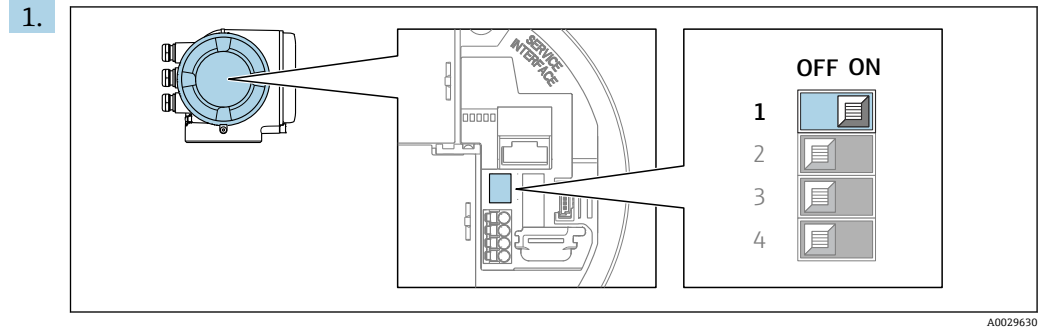 1.
SERVICE
INTERFACE
OFF ON
1
2
3
4
A0029630